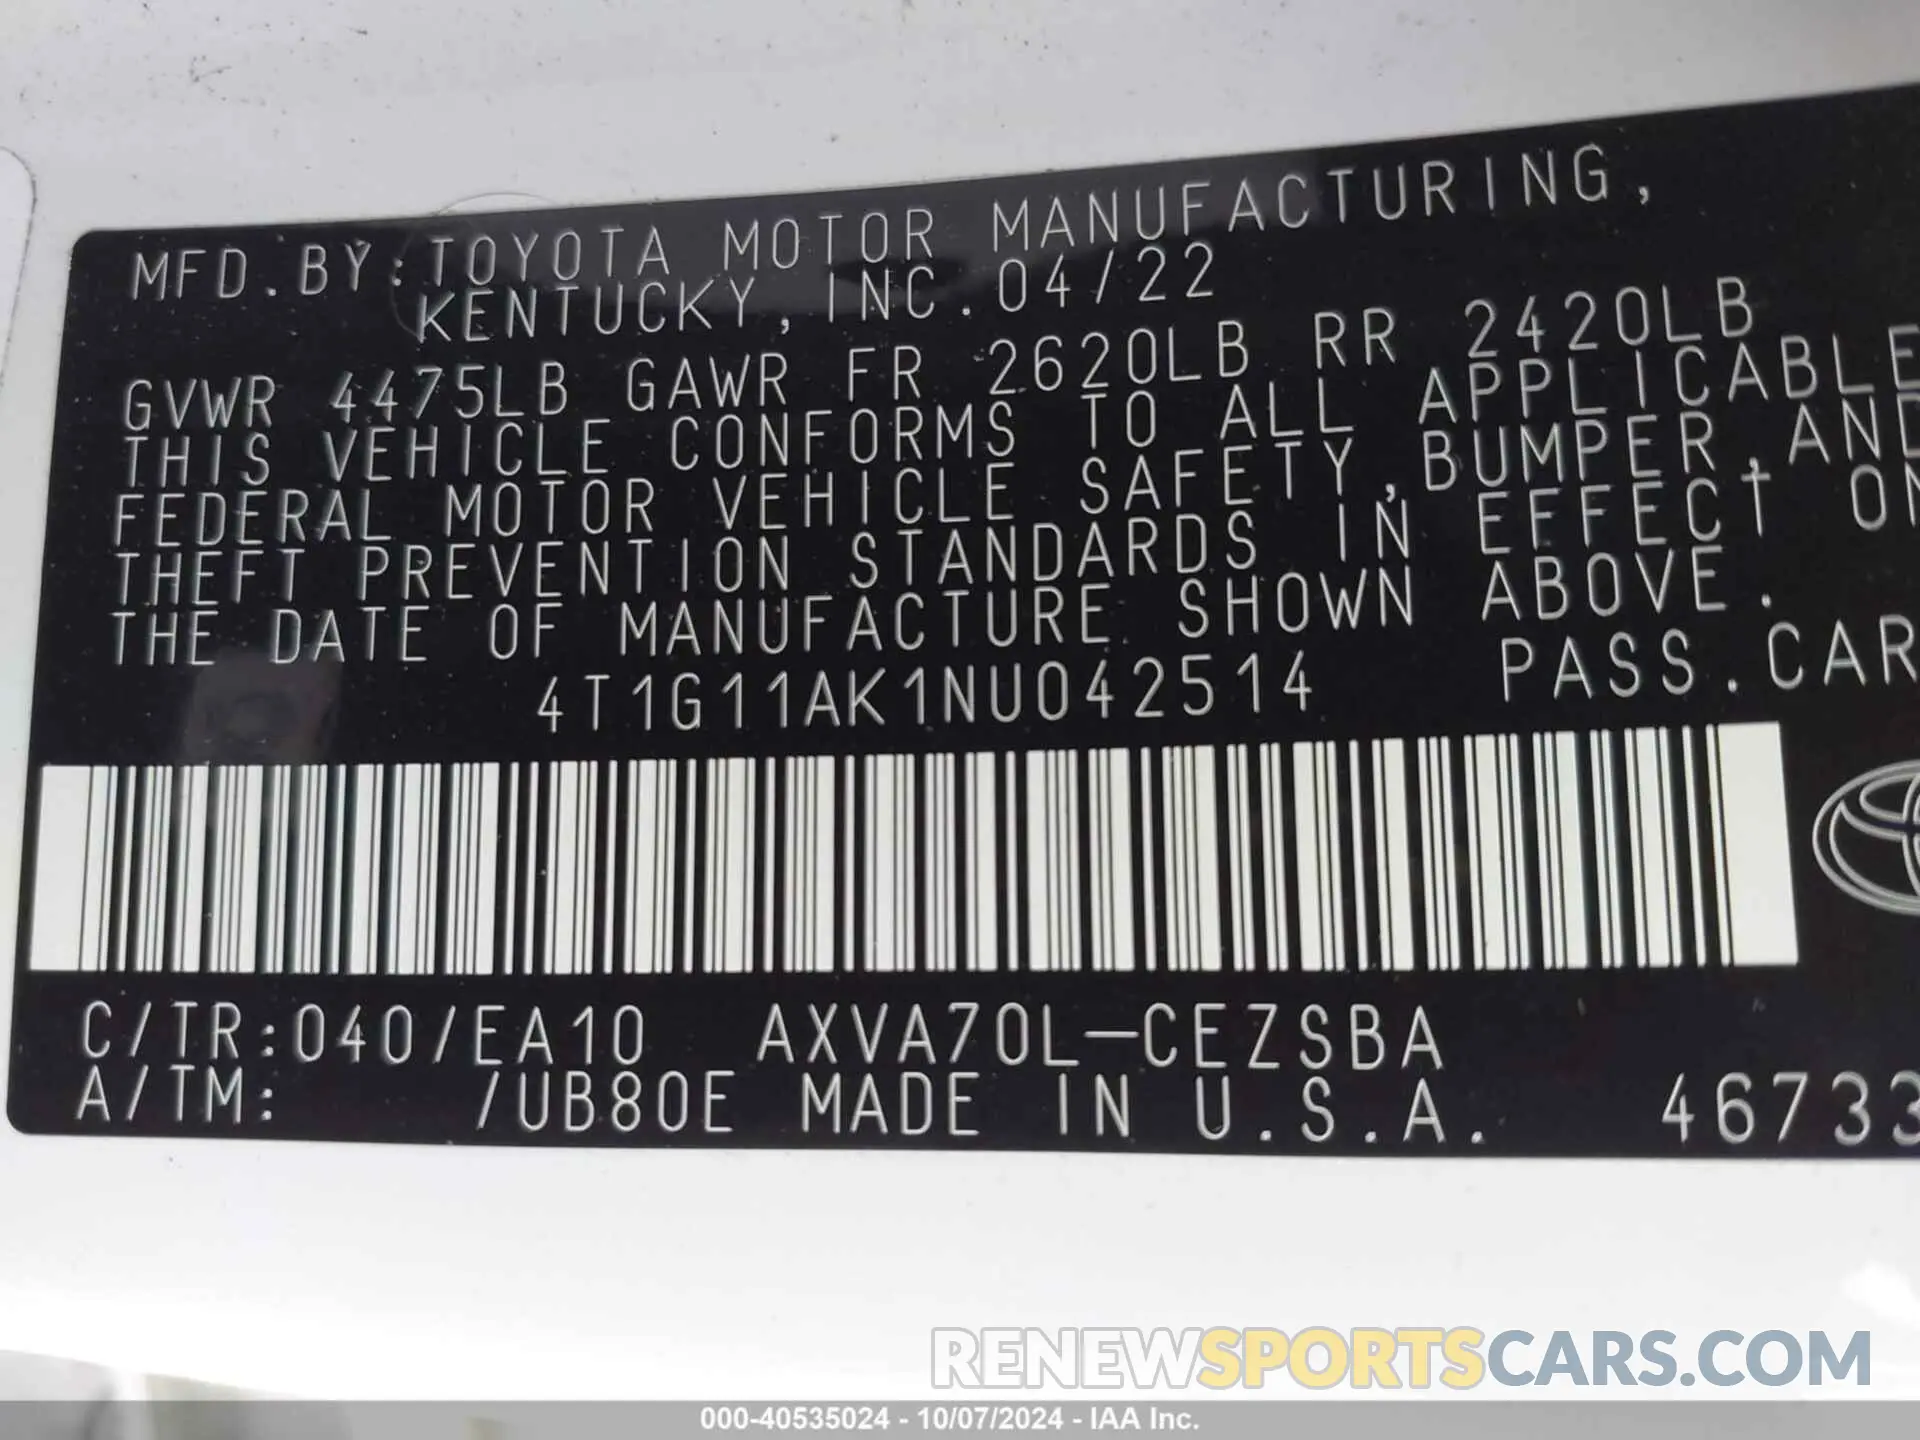 MFD.BY:TOYOTA MOTOR MANUFACTURING,
KENTUCKY, INC. 04/22
GVWR 4475LB GAWR FR 2620LB RR 2420LB
THIS VEHICLE CONFORMS TO ALL APPLICABLE
FEDERAL MOTOR VEHICLE SAFETY,BUMPER,AND
THEFT PREVENTION STANDARDS IN EFFECT ON
THE DATE OF MANUFACTURE SHOWN ABOVE.
4T1G11AK1NU042514 PASS.CAR
C/TR:040/EA10 AXVA70L-CEZSBA
A/TM: /UB80E MADE IN U.S.A. 46733
RENEWSPORTSCARS.COM
000-40535024 - 10/07/2024 - IAA Inc.